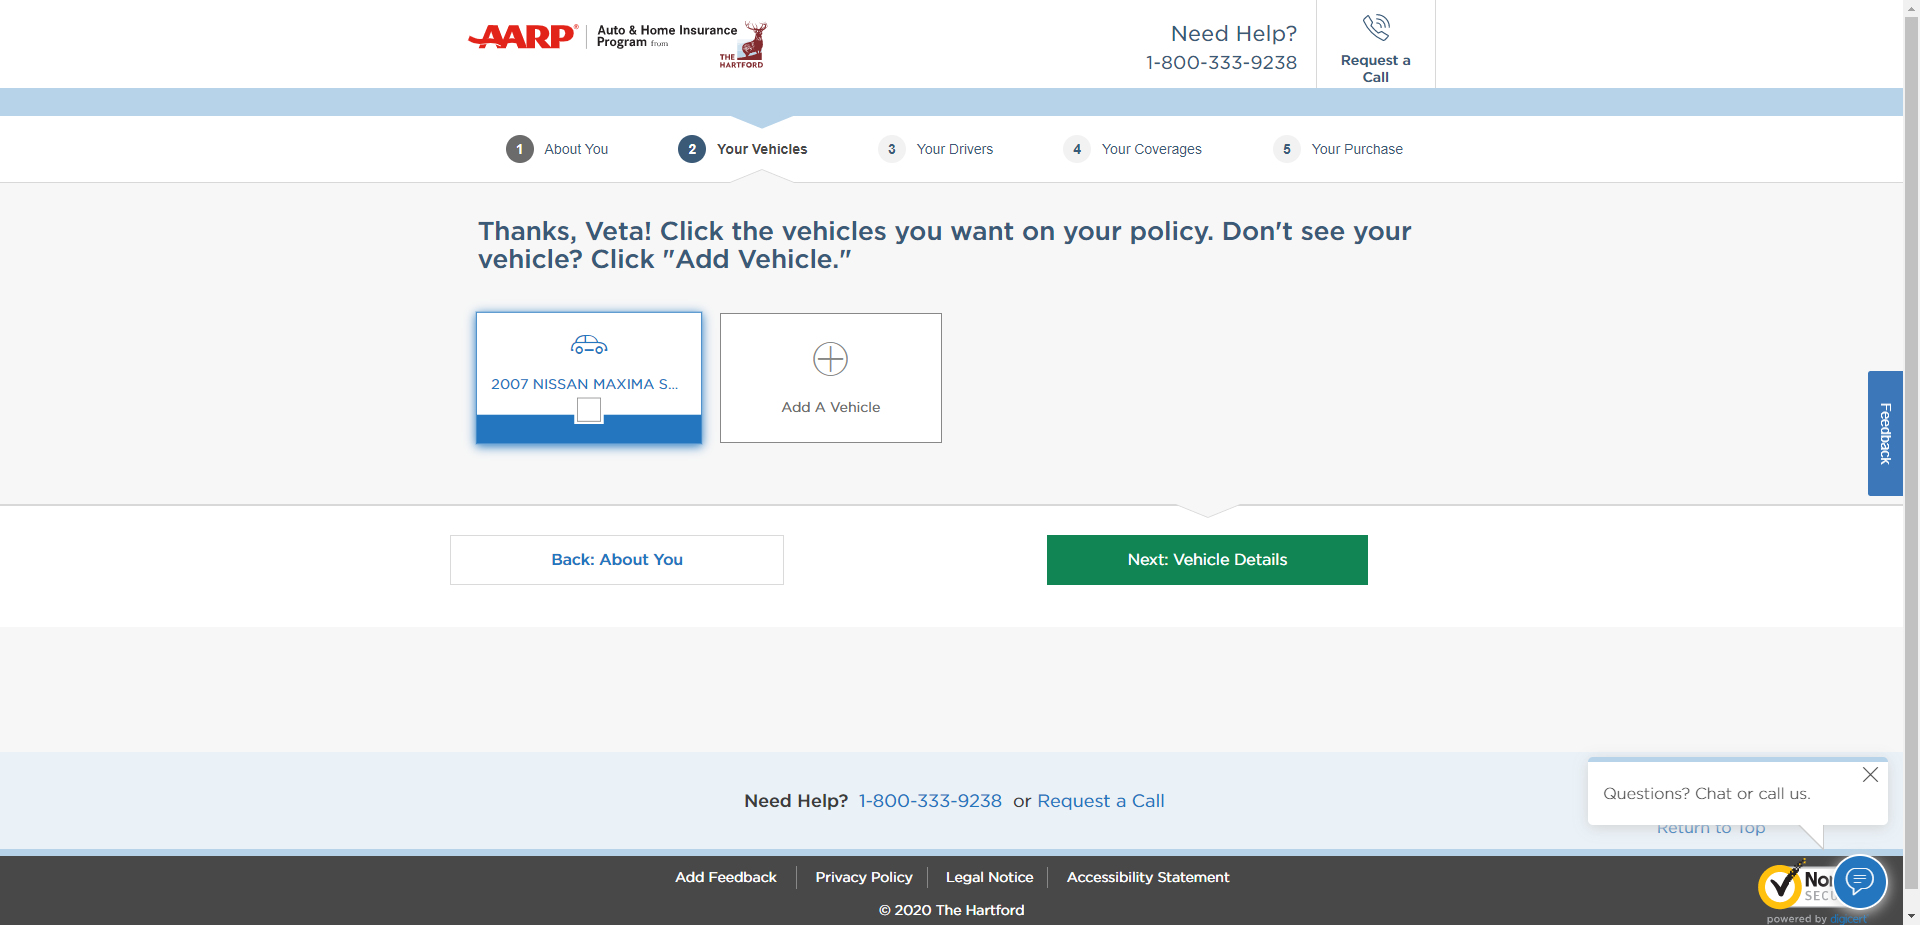 AARP
Auto & Home Insurance
Program from
THE
HARTFORD
Need Help?
1-800-333-9238
Request a
Call
1 About You
2 Your Vehicles
3 Your Drivers
4 Your Coverages
5 Your Purchase
Thanks, Veta! Click the vehicles you want on your policy. Don't see your
vehicle? Click "Add Vehicle."
2007 NISSAN MAXIMA S...
Add A Vehicle
Feedback
Back: About You
Next: Vehicle Details
Need Help? 1-800-333-9238 or Request a Call
Questions? Chat or call us.
Return to Top
Add Feedback
Privacy Policy
Legal Notice
Accessibility Statement
© 2020 The Hartford
powered by digicert